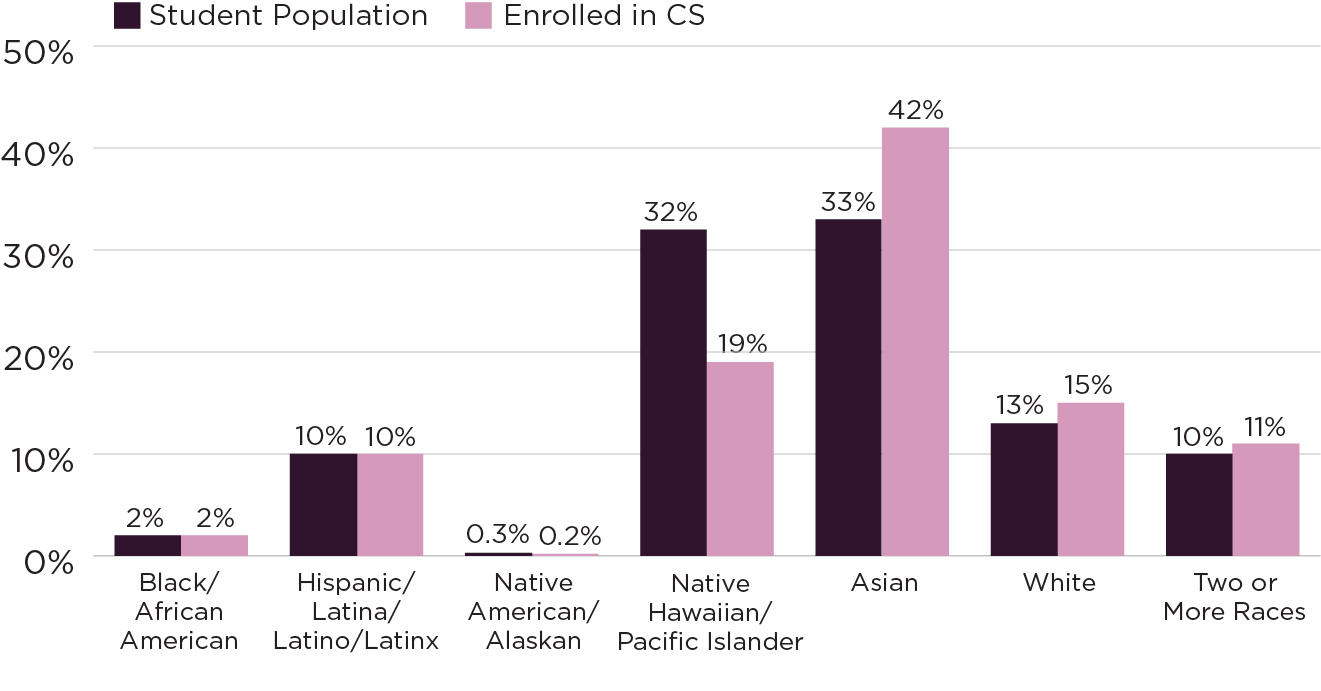 Student Population Enrolled in CS
50%
42%
40%
32% 33%
30%
19%
20%
13% 15%
10% 10% 10% 11%
10%
2% 2% 0.3% 0.2%
0%
Black/
African
American
Hispanic/
Latina/
Latino/Latinx
Native
American/
Alaskan
Native
Hawaiian/
Pacific Islander
Asian
White
Two or
More Races